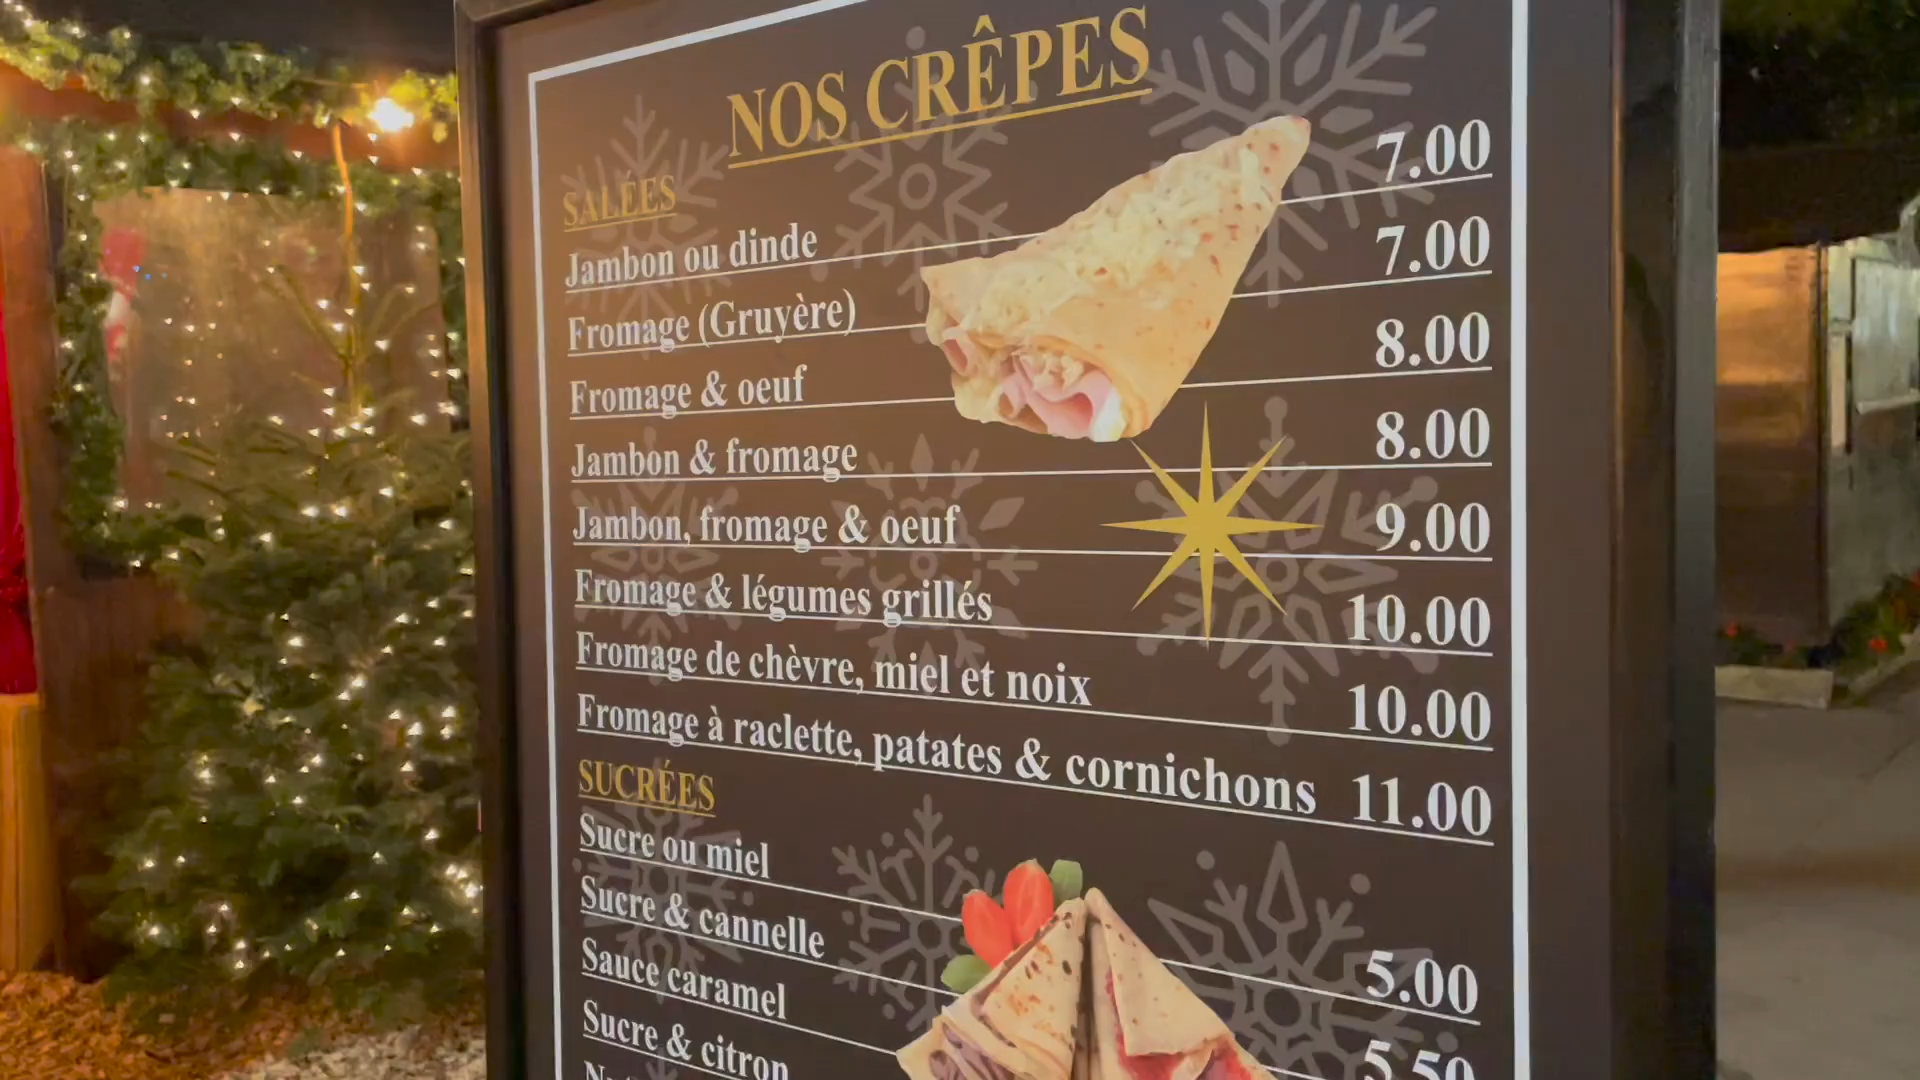 NOS CRÊPES
SALÉES
Jambon ou dinde 7.00
Fromage (Gruyère) 7.00
Fromage & oeuf 8.00
Jambon & fromage 8.00
Jambon, fromage & oeuf 9.00
Fromage & légumes grillés 10.00
Fromage de chèvre, miel et noix 10.00
Fromage à raclette, patates & cornichons 11.00
SUCRÉES
Sucre ou miel 5.00
Sucre & cannelle 5.50
Sauce caramel
Sucre & citron